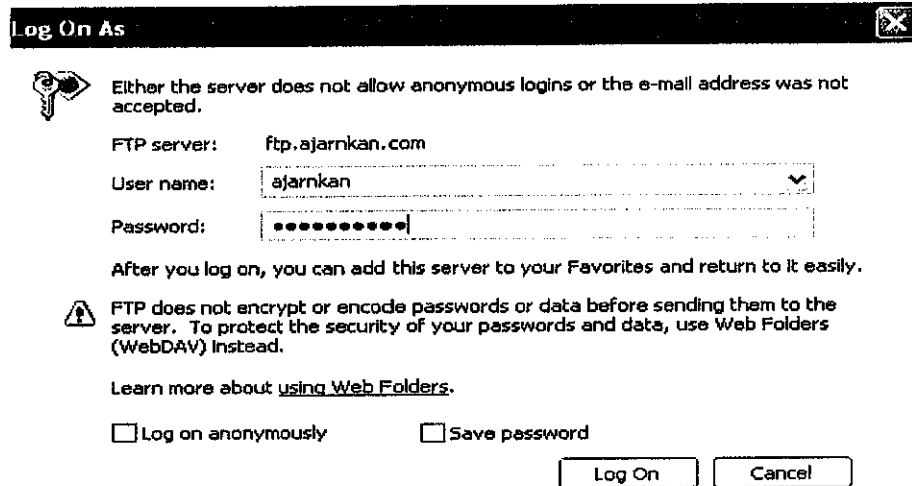 Log On As
Either the server does not allow anonymous logins or the e-mail address was not
accepted.
FTP server: ftp.ajarnkan.com
User name: ajarnkan
Password: ●●●●●●●●●●
After you log on, you can add this server to your Favorites and return to it easily.
FTP does not encrypt or encode passwords or data before sending them to the
server. To protect the security of your passwords and data, use Web Folders
(WebDAV) instead.
Learn more about using Web Folders.
Log on anonymously Save password
Log On Cancel